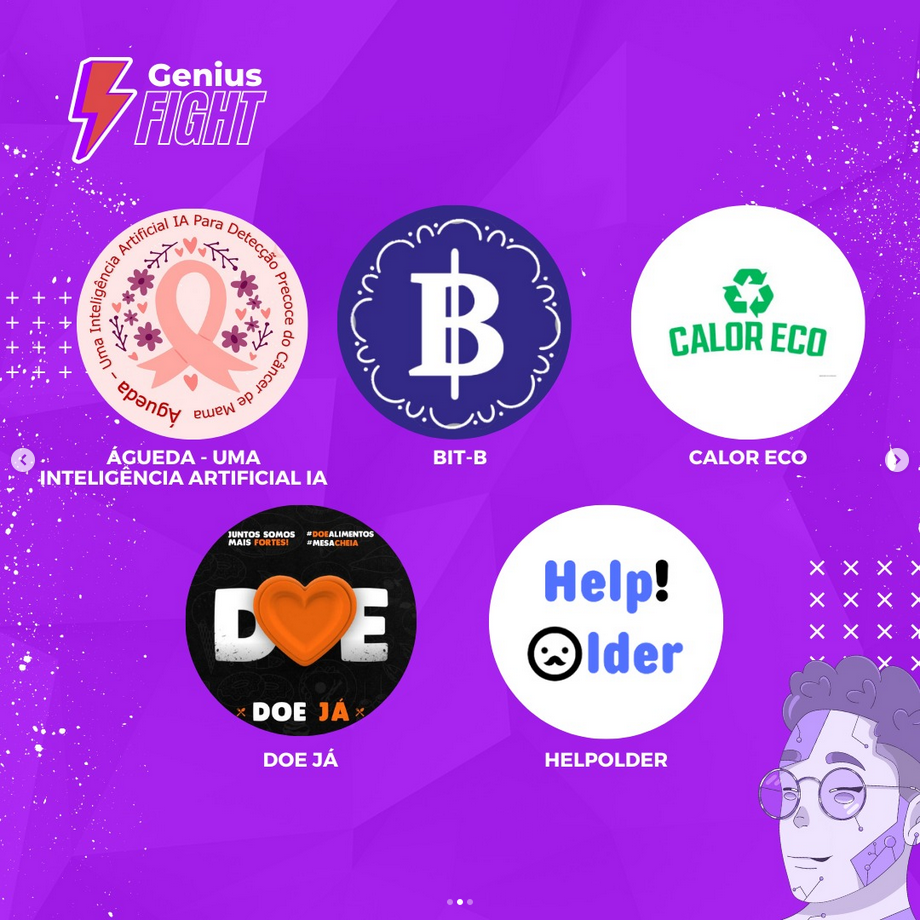 Genius
FIGHT
Águeda – Uma Inteligência Artificial IA Para Detecção Precoce do Câncer de Mama
B
CALOR ECO
ÁGUEDA - UMA
INTELIGÊNCIA ARTIFICIAL IA
BIT-B
CALOR ECO
JUNTOS SOMOS
MAIS FORTES!
#DOEALIMENTOS
#MESACHEIA
DOE
DOE JÁ
Help!
Older
DOE JÁ
HELPOLDER